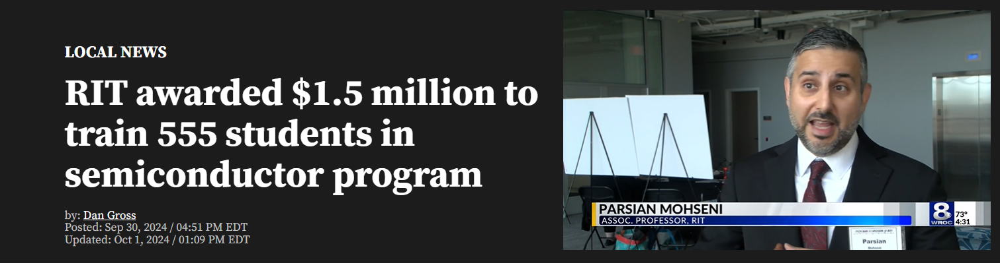 LOCAL NEWS
RIT awarded $1.5 million to
train 555 students in
semiconductor program
by: Dan Gross
Posted: Sep 30, 2024 / 04:51 PM EDT
Updated: Oct 1, 2024 / 01:09 PM EDT
PARSIAN MOHSENI
ASSOC. PROFESSOR, RIT
8
WROC
73°
4:31
Parsian
Mohseni